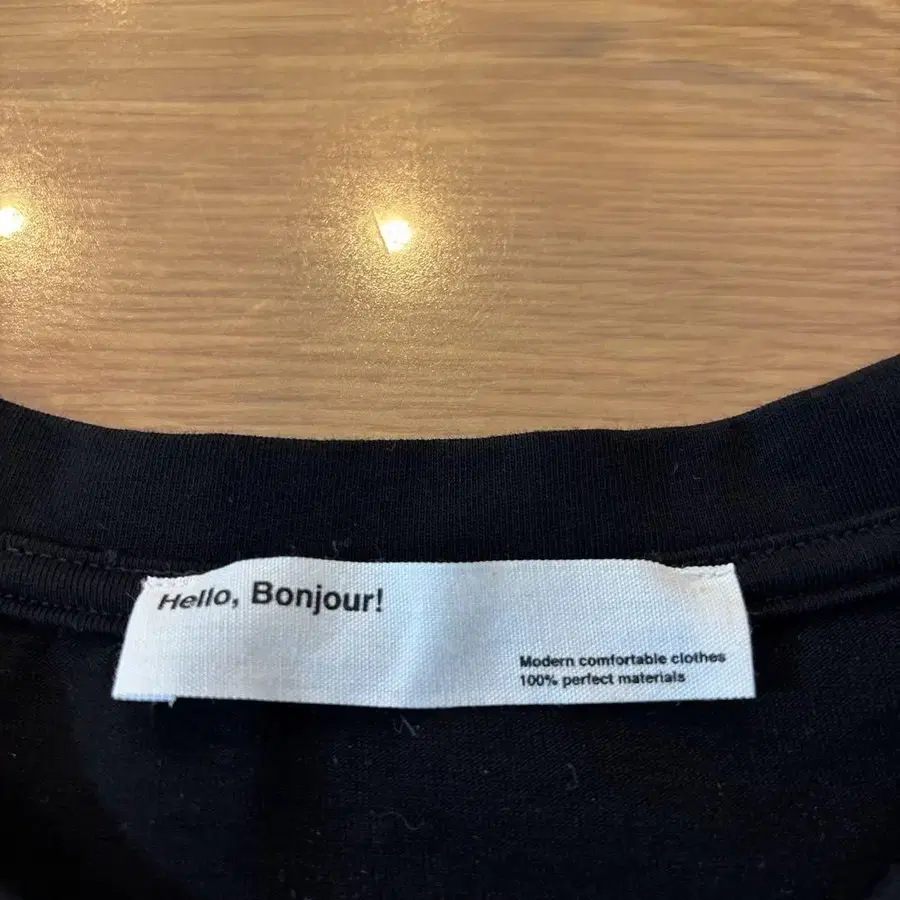 Hello, Bonjour!
Modern comfortable clothes
100% perfect materials